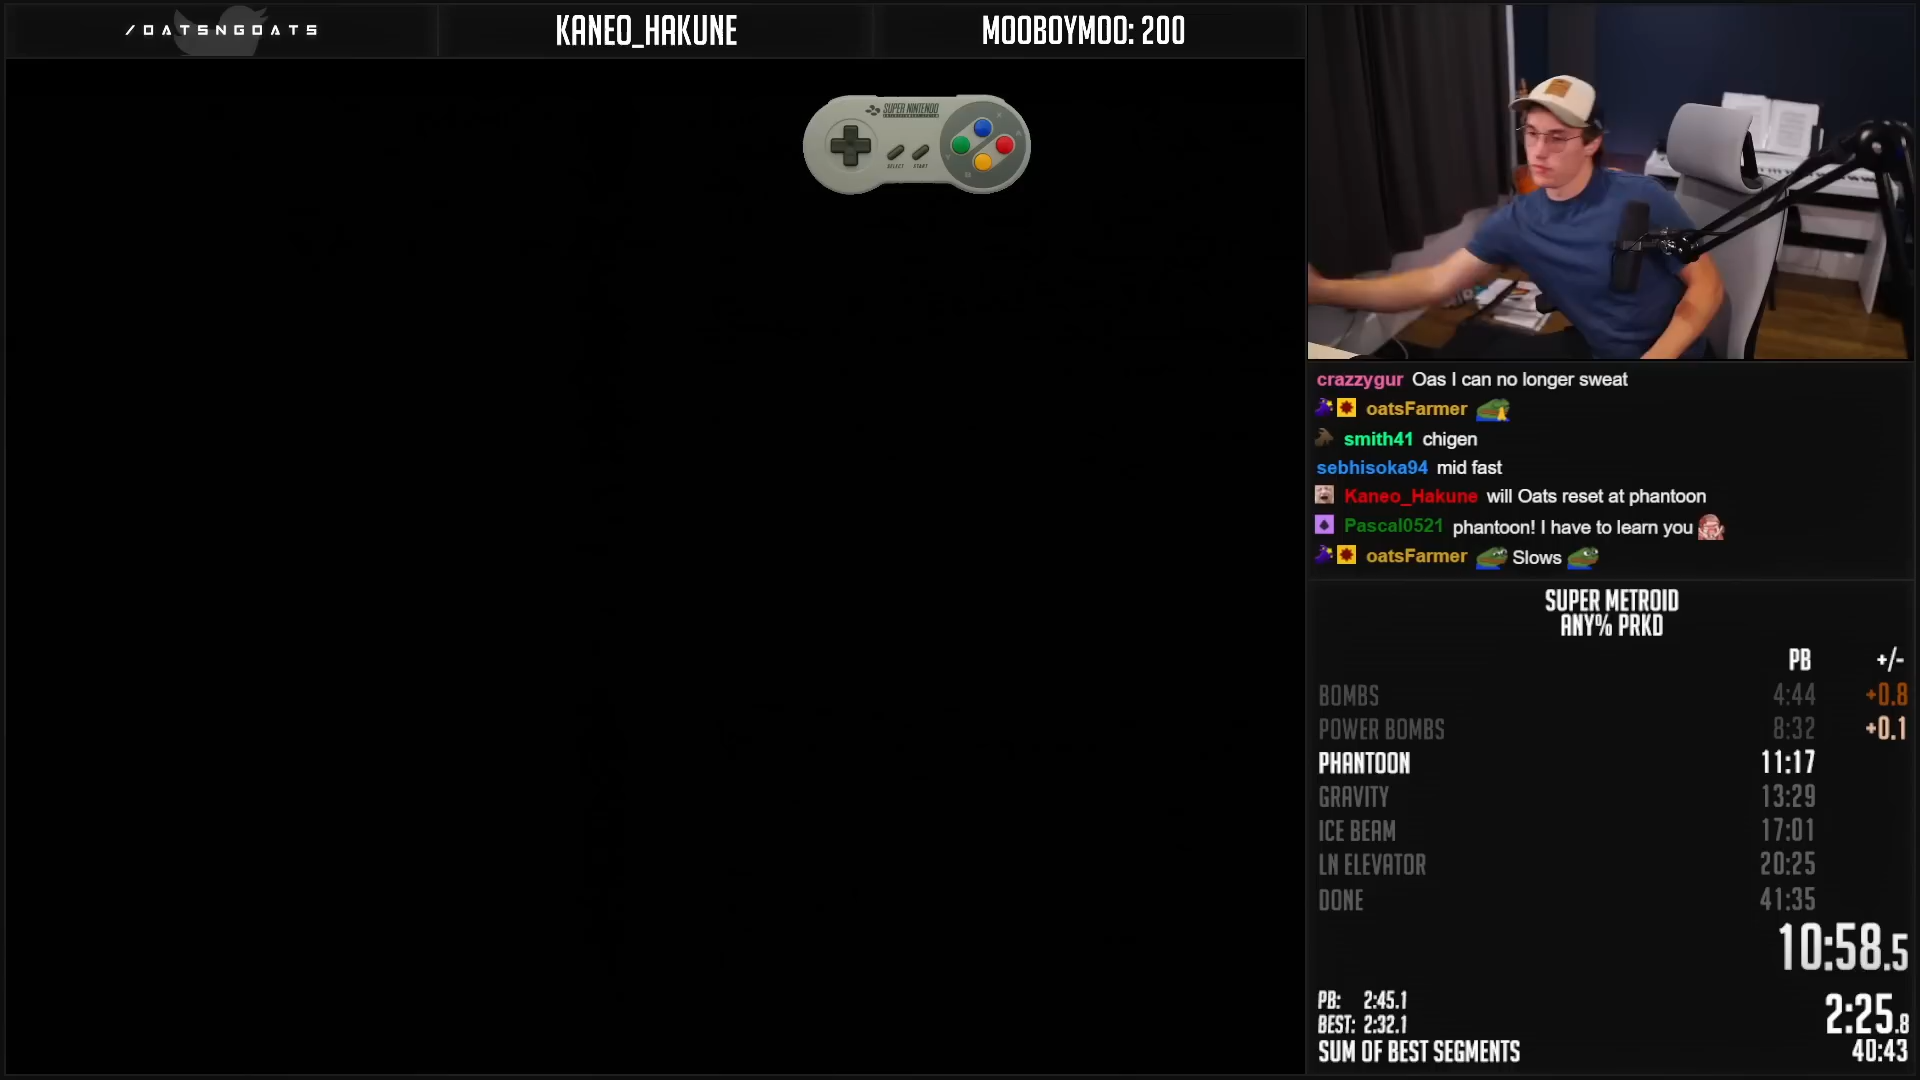 /OATSNGOATS
KANEO_HAKUNE
MOOBOYMOO: 200
SUPER NINTENDO
ENTERTAINMENT SYSTEM
SELECT START
X
A
Y
B
crazzygur Oas I can no longer sweat
oatsFarmer
smith41 chigen
sebhisoka94 mid fast
Kaneo_Hakune will Oats reset at phantoon
Pascal0521 phantoon! I have to learn you
oatsFarmer Slows
SUPER METROID
ANY% PRKD
PB +/-
BOMBS 4:44 +0.8
POWER BOMBS 8:32 +0.1
PHANTOON 11:17
GRAVITY 13:29
ICE BEAM 17:01
LN ELEVATOR 20:25
DONE 41:35
10:58.5
PB: 2:45.1
BEST: 2:32.1
2:25.8
SUM OF BEST SEGMENTS 40:43